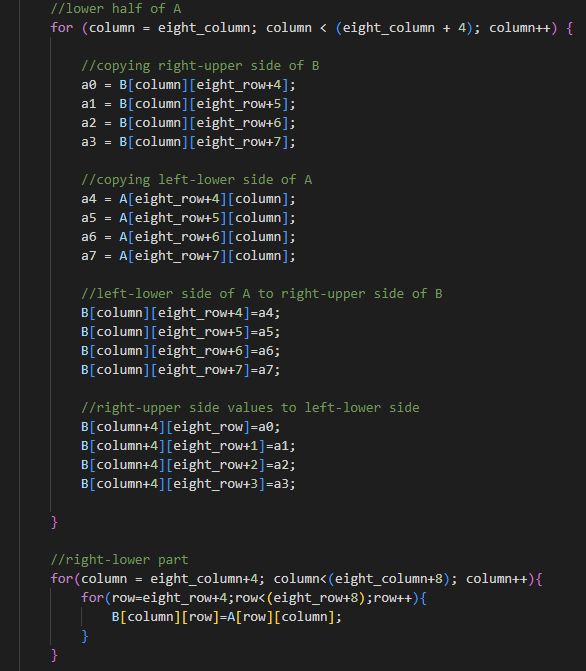 //lower half of A
for (column = eight_column; column < (eight_column + 4); column++) {
//copying right-upper side of B
a0 = B[column][eight_row+4];
a1 = B[column][eight_row+5];
a2 = B[column][eight_row+6];
a3 = B[column][eight_row+7];
//copying left-lower side of A
a4 = A[eight_row+4][column];
a5 = A[eight_row+5][column];
a6 = A[eight_row+6][column];
a7 = A[eight_row+7][column];
//left-lower side of A to right-upper side of B
B[column][eight_row+4]=a4;
B[column][eight_row+5]=a5;
B[column][eight_row+6]=a6;
B[column][eight_row+7]=a7;
//right-upper side values to left-lower side
B[column+4][eight_row]=a0;
B[column+4][eight_row+1]=a1;
B[column+4][eight_row+2]=a2;
B[column+4][eight_row+3]=a3;
}
//right-lower part
for(column = eight_column+4; column<(eight_column+8); column++){
for(row=eight_row+4;row<(eight_row+8);row++){
B[column][row]=A[row][column];
}
}